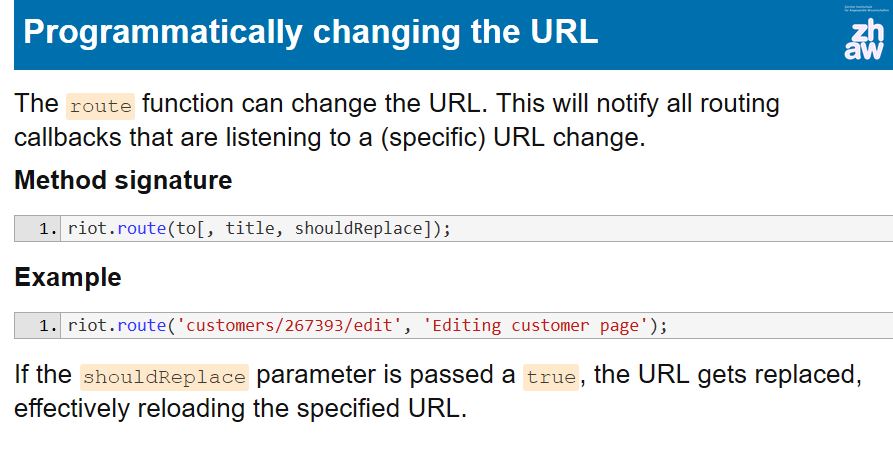 Programmatically changing the URL
zh
aw
The route function can change the URL. This will notify all routing
callbacks that are listening to a (specific) URL change.
Method signature
1. riot.route(to[, title, shouldReplace]);
Example
1. riot.route('customers/267393/edit', 'Editing customer page');
If the shouldReplace parameter is passed a true, the URL gets replaced,
effectively reloading the specified URL.